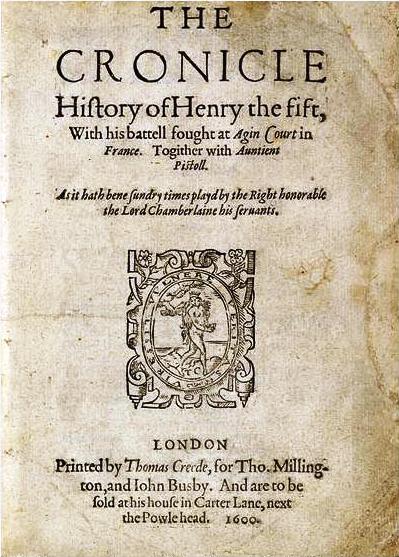 THE
CRONICLE
Hiſtory of Henry the fift,
With his battell fought at Agin Court in
France. Togither with Auntient
Piſtoll.
As it hath bene ſundry times playd by the Right honorable
the Lord Chamberlaine his ſeruants.
LONDON
Printed by Thomas Creede, for Tho. Milling-
ton, and Iohn Busby. And are to be
ſold at his houſe in Carter Lane, next
the Powle head. 1600.